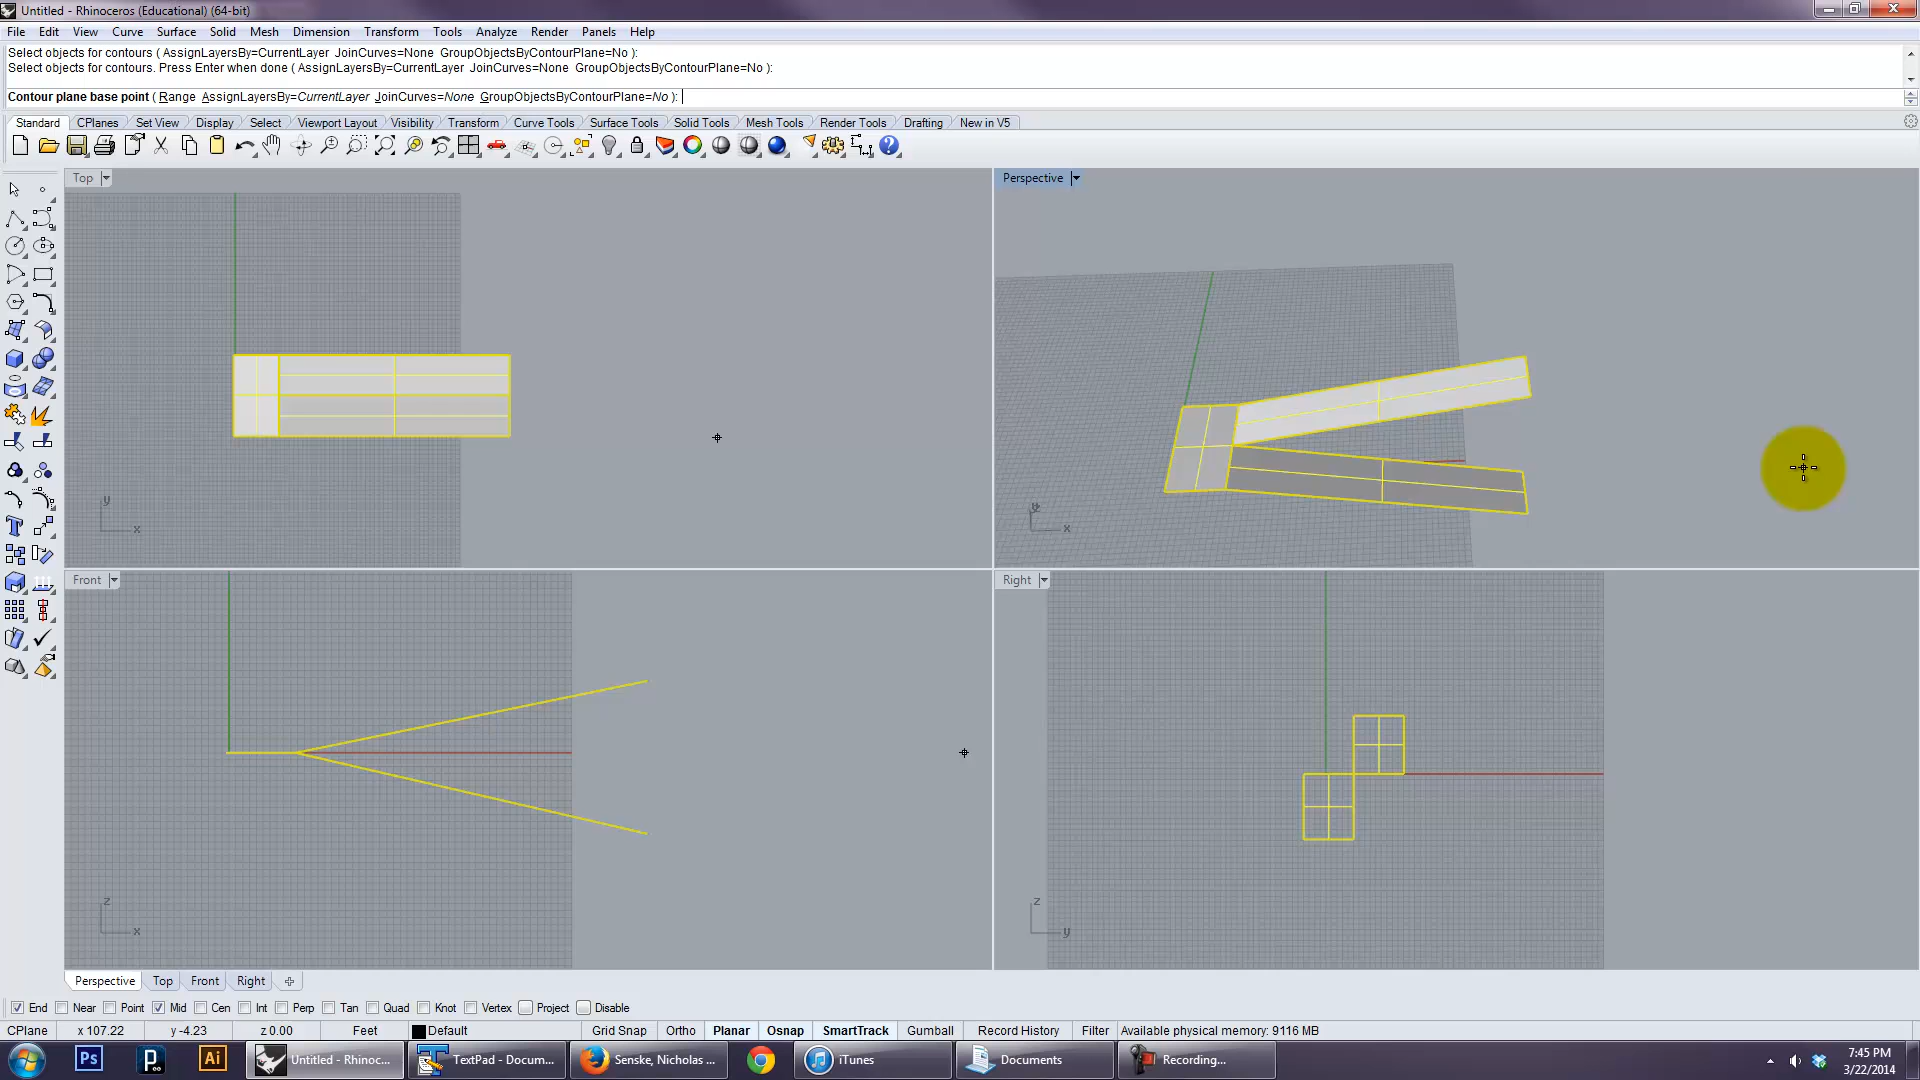 Untitled - Rhinoceros (Educational) (64-bit)
File Edit View Curve Surface Solid Mesh Dimension Transform Tools Analyze Render Panels Help
Select objects for contours ( AssignLayersBy=CurrentLayer JoinCurves=None GroupObjectsByContourPlane=No ):
Select objects for contours. Press Enter when done ( AssignLayersBy=CurrentLayer JoinCurves=None GroupObjectsByContourPlane=No ):
Contour plane base point ( Range AssignLayersBy=CurrentLayer JoinCurves=None GroupObjectsByContourPlane=No ):
Standard CPlanes Set View Display Select Viewport Layout Visibility Transform Curve Tools Surface Tools Solid Tools Mesh Tools Render Tools Drafting New in V5
Top
Perspective
y
x
x
Front
Right
z
x
z
y
Perspective Top Front Right
End Near Point Mid Cen Int Perp Tan Quad Knot Vertex Project Disable
CPlane x 107.22 y -4.23 z 0.00 Feet Default Grid Snap Ortho Planar Osnap SmartTrack Gumball Record History Filter Available physical memory: 9116 MB
Ps p Ai Untitled - Rhinoc... TextPad - Docum... Senske, Nicholas ... iTunes Documents Recording...
7:45 PM
3/22/2014